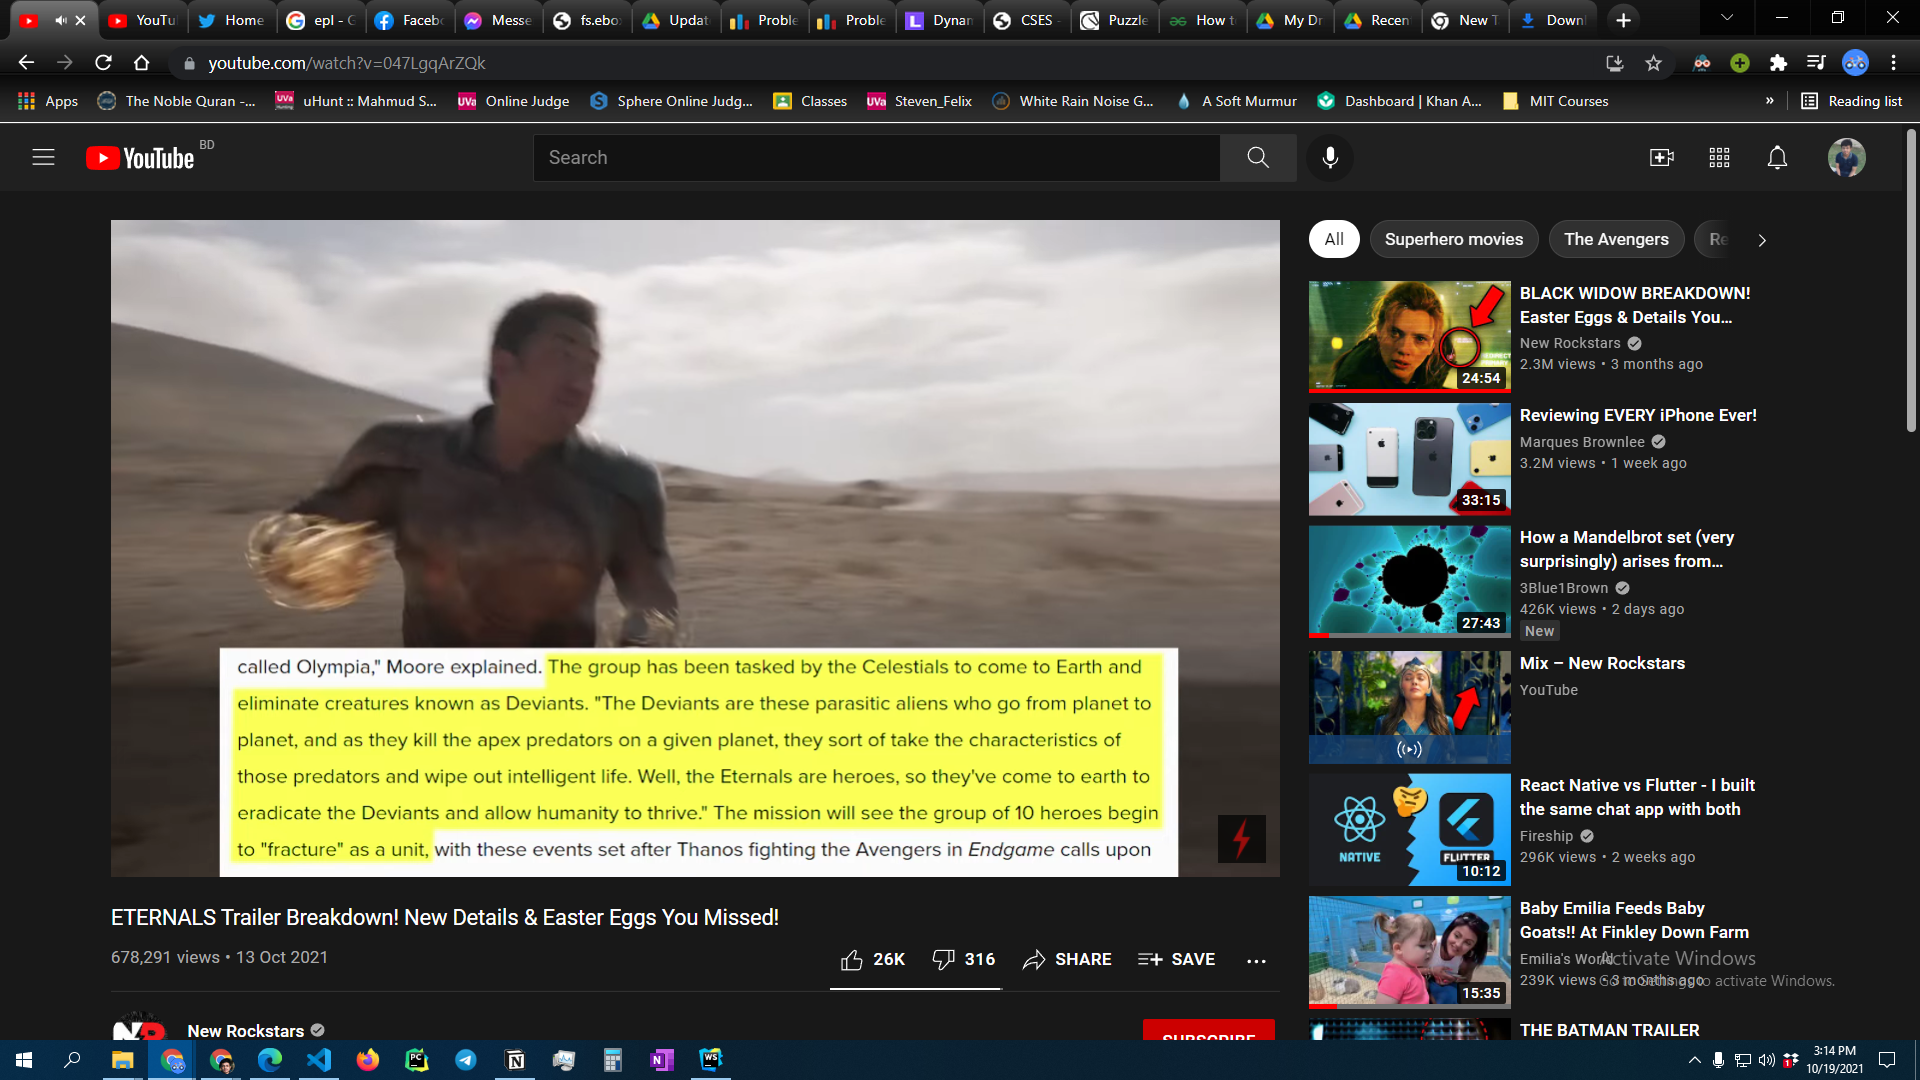 YouTu
Home
epl - G
Faceb
Messe
fs.ebo
Updat
Proble
Proble
Dynan
CSES -
Puzzle
How t
My Dr
Recen
New T
Downl
youtube.com/watch?v=047LgqArZQk
Apps
The Noble Quran -...
uHunt :: Mahmud S...
Online Judge
Sphere Online Judg...
Classes
Steven_Felix
White Rain Noise G...
A Soft Murmur
Dashboard | Khan A...
MIT Courses
»
Reading list
YouTube BD
Search
All
Superhero movies
The Avengers
Re
called Olympia," Moore explained. The group has been tasked by the Celestials to come to Earth and
eliminate creatures known as Deviants. "The Deviants are these parasitic aliens who go from planet to
planet, and as they kill the apex predators on a given planet, they sort of take the characteristics of
those predators and wipe out intelligent life. Well, the Eternals are heroes, so they've come to earth to
eradicate the Deviants and allow humanity to thrive." The mission will see the group of 10 heroes begin
to "fracture" as a unit, with these events set after Thanos fighting the Avengers in Endgame calls upon
ETERNALS Trailer Breakdown! New Details & Easter Eggs You Missed!
678,291 views • 13 Oct 2021
26K
316
SHARE
SAVE
New Rockstars
SUBSCRIBE
24:54
BLACK WIDOW BREAKDOWN!
Easter Eggs & Details You...
New Rockstars
2.3M views • 3 months ago
33:15
Reviewing EVERY iPhone Ever!
Marques Brownlee
3.2M views • 1 week ago
27:43
How a Mandelbrot set (very
surprisingly) arises from...
3Blue1Brown
426K views • 2 days ago
New
Mix – New Rockstars
YouTube
NATIVE
FLUTTER
10:12
React Native vs Flutter - I built
the same chat app with both
Fireship
296K views • 2 weeks ago
15:35
Baby Emilia Feeds Baby
Goats!! At Finkley Down Farm
Emilia's World
239K views • 3 months ago
Activate Windows
Go to Settings to activate Windows.
THE BATMAN TRAILER
3:14 PM
10/19/2021